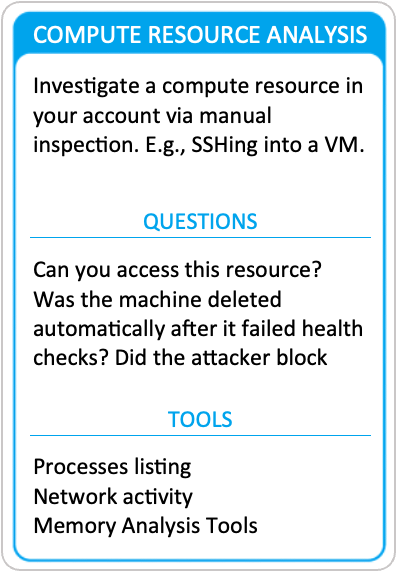 COMPUTE RESOURCE ANALYSIS
Investigate a compute resource in
your account via manual
inspection. E.g., SSHing into a VM.
QUESTIONS
Can you access this resource?
Was the machine deleted
automatically after it failed health
checks? Did the attacker block
TOOLS
Processes listing
Network activity
Memory Analysis Tools